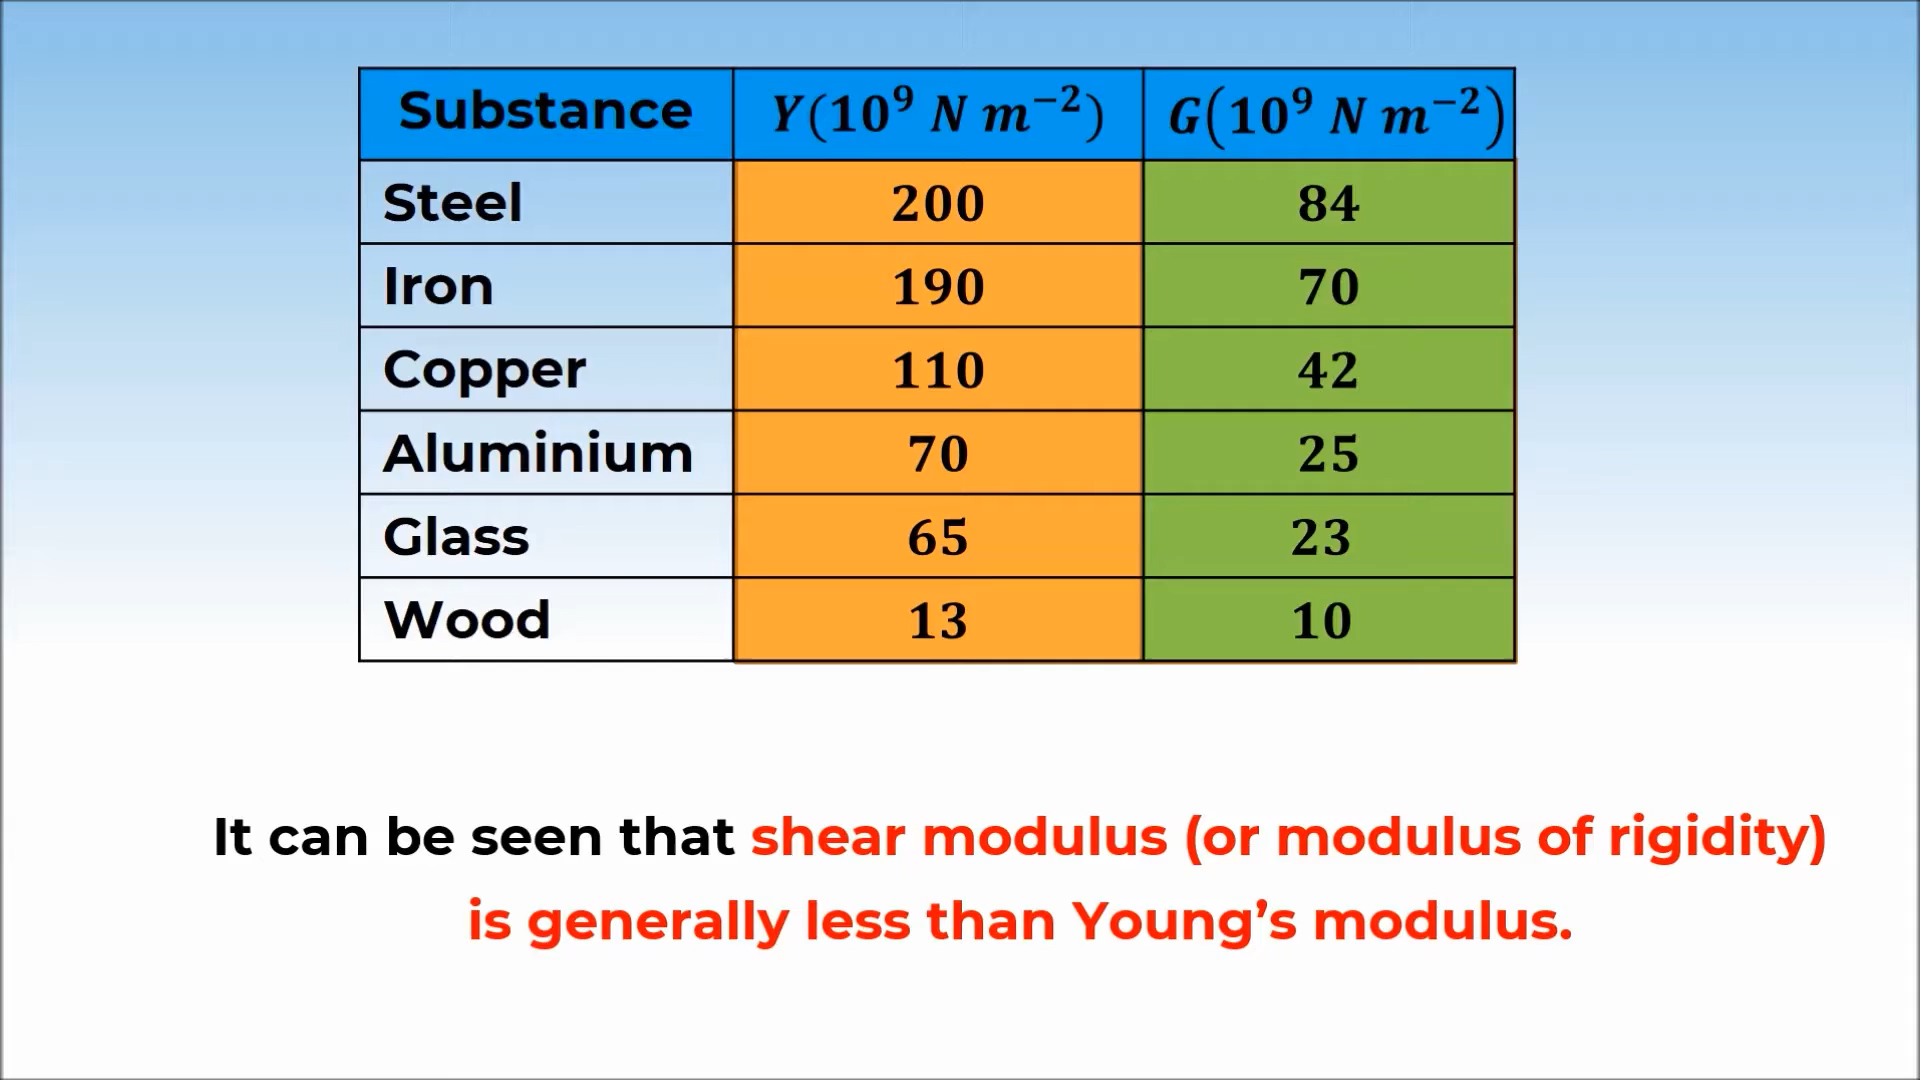 Substance Y(10⁹ N m⁻²) G(10⁹ N m⁻²)
Steel 200 84
Iron 190 70
Copper 110 42
Aluminium 70 25
Glass 65 23
Wood 13 10
It can be seen that shear modulus (or modulus of rigidity)
is generally less than Young’s modulus.